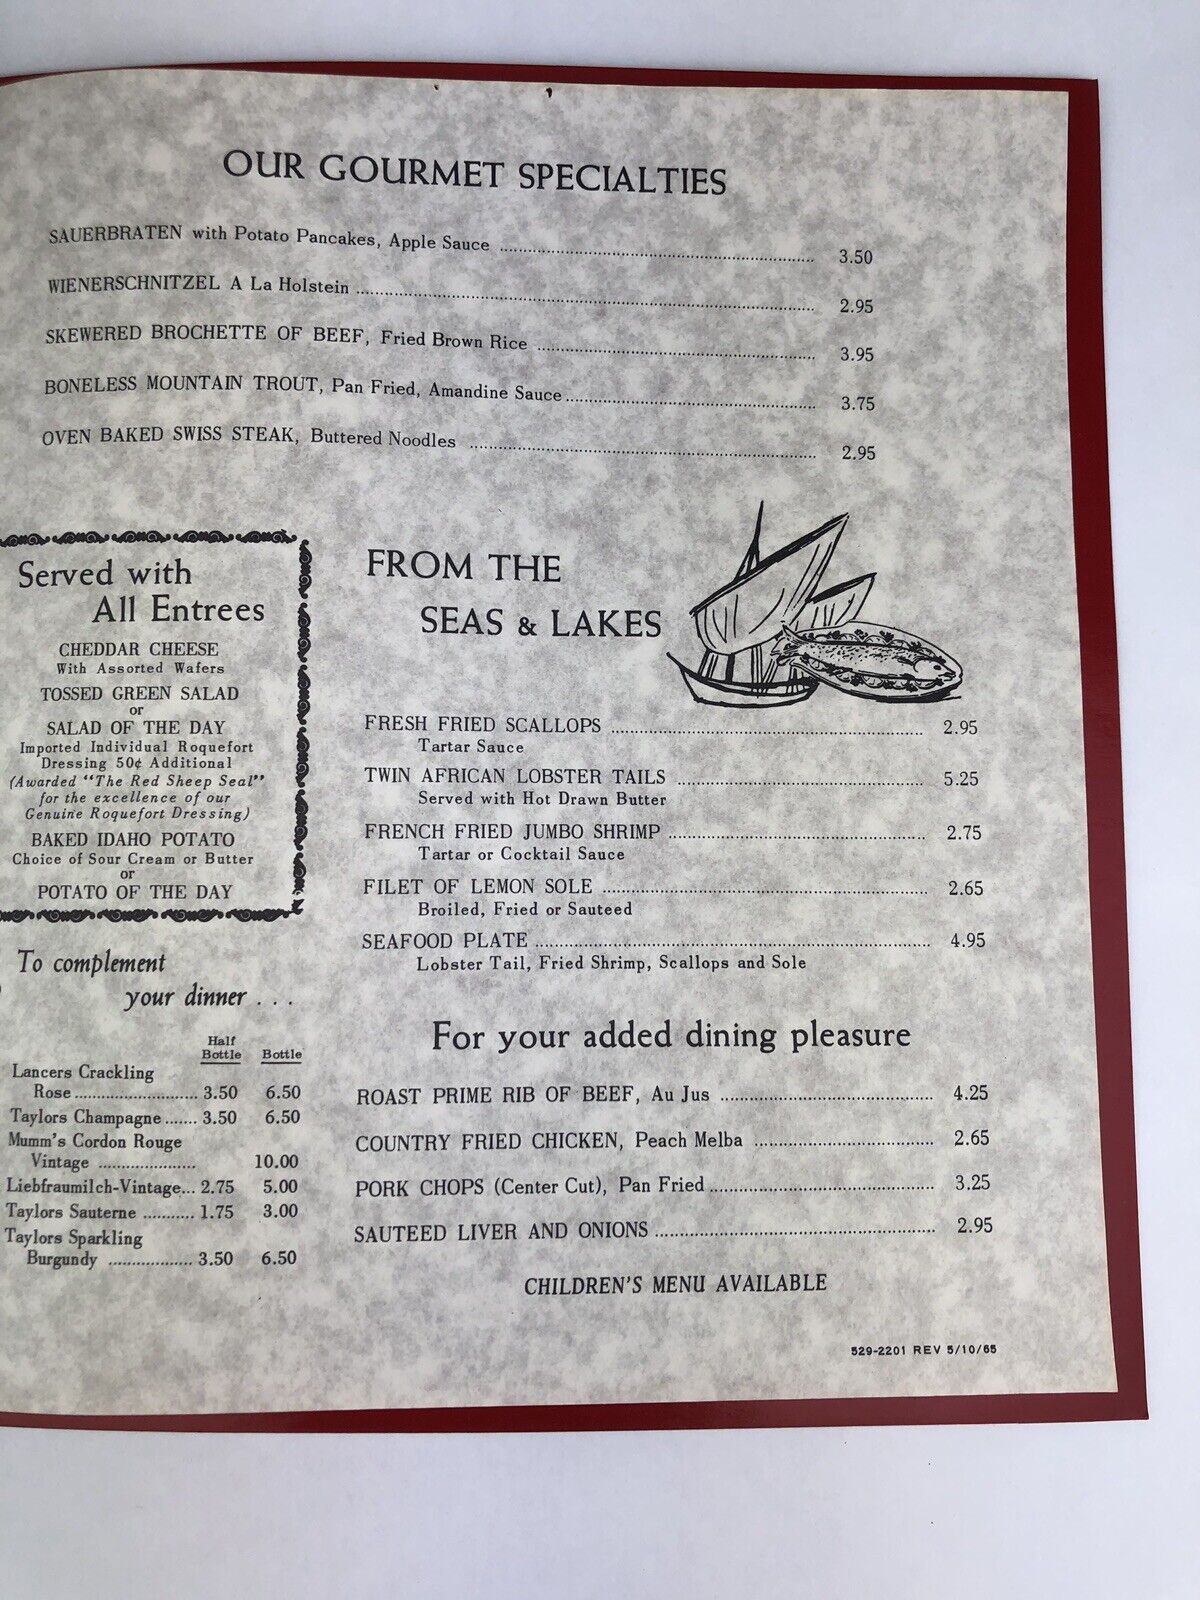 OUR GOURMET SPECIALTIES
SAUERBRATEN with Potato Pancakes, Apple Sauce ........ 3.50
WIENERSCHNITZEL A La Holstein ........ 2.95
SKEWERED BROCHETTE OF BEEF, Fried Brown Rice ........ 3.95
BONELESS MOUNTAIN TROUT, Pan Fried, Amandine Sauce ........ 3.75
OVEN BAKED SWISS STEAK, Buttered Noodles ........ 2.95
Served with
All Entrees
CHEDDAR CHEESE
With Assorted Wafers
TOSSED GREEN SALAD
or
SALAD OF THE DAY
Imported Individual Roquefort
Dressing 50¢ Additional
(Awarded "The Red Sheep Seal"
for the excellence of our
Genuine Roquefort Dressing)
BAKED IDAHO POTATO
Choice of Sour Cream or Butter
or
POTATO OF THE DAY
To complement
your dinner . . .
Half
Bottle Bottle
Lancers Crackling
Rose ........ 3.50 6.50
Taylors Champagne ....... 3.50 6.50
Mumm's Cordon Rouge
Vintage ........ 10.00
Liebfraumilch-Vintage... 2.75 5.00
Taylors Sauterne ........ 1.75 3.00
Taylors Sparkling
Burgundy ........ 3.50 6.50
FROM THE
SEAS & LAKES
FRESH FRIED SCALLOPS ........ 2.95
Tartar Sauce
TWIN AFRICAN LOBSTER TAILS ........ 5.25
Served with Hot Drawn Butter
FRENCH FRIED JUMBO SHRIMP ........ 2.75
Tartar or Cocktail Sauce
FILET OF LEMON SOLE ........ 2.65
Broiled, Fried or Sauteed
SEAFOOD PLATE ........ 4.95
Lobster Tail, Fried Shrimp, Scallops and Sole
For your added dining pleasure
ROAST PRIME RIB OF BEEF, Au Jus ........ 4.25
COUNTRY FRIED CHICKEN, Peach Melba ........ 2.65
PORK CHOPS (Center Cut), Pan Fried ........ 3.25
SAUTEED LIVER AND ONIONS ........ 2.95
CHILDREN'S MENU AVAILABLE
529-2201 REV 5/10/65